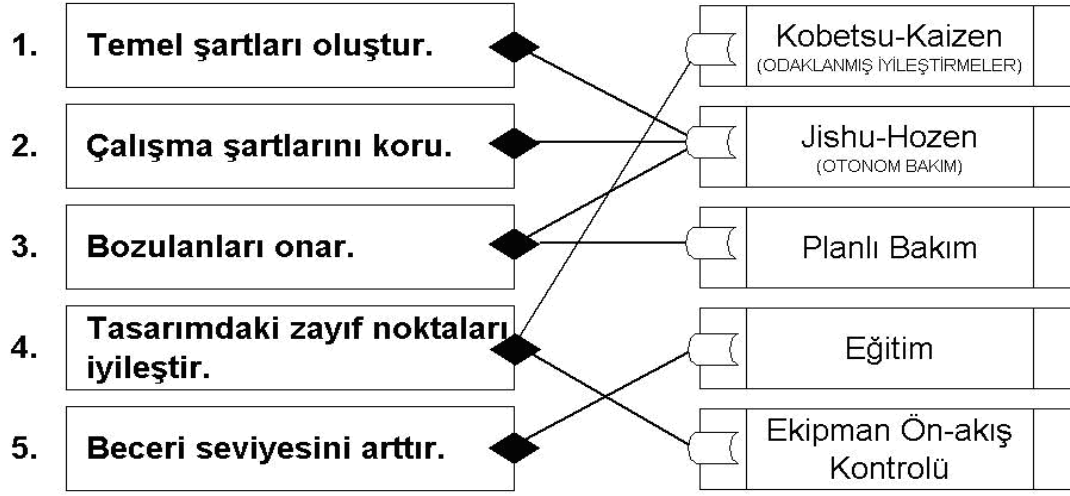 1. Temel şartları oluştur.
Kobetsu-Kaizen
(ODAKLANMIŞ İYİLEŞTİRMELER)
2. Çalışma şartlarını koru.
Jishu-Hozen
(OTONOM BAKIM)
3. Bozulanları onar.
Planlı Bakım
4. Tasarımdaki zayıf noktaları
iyileştir.
Eğitim
5. Beceri seviyesini arttır.
Ekipman Ön-akış
Kontrolü